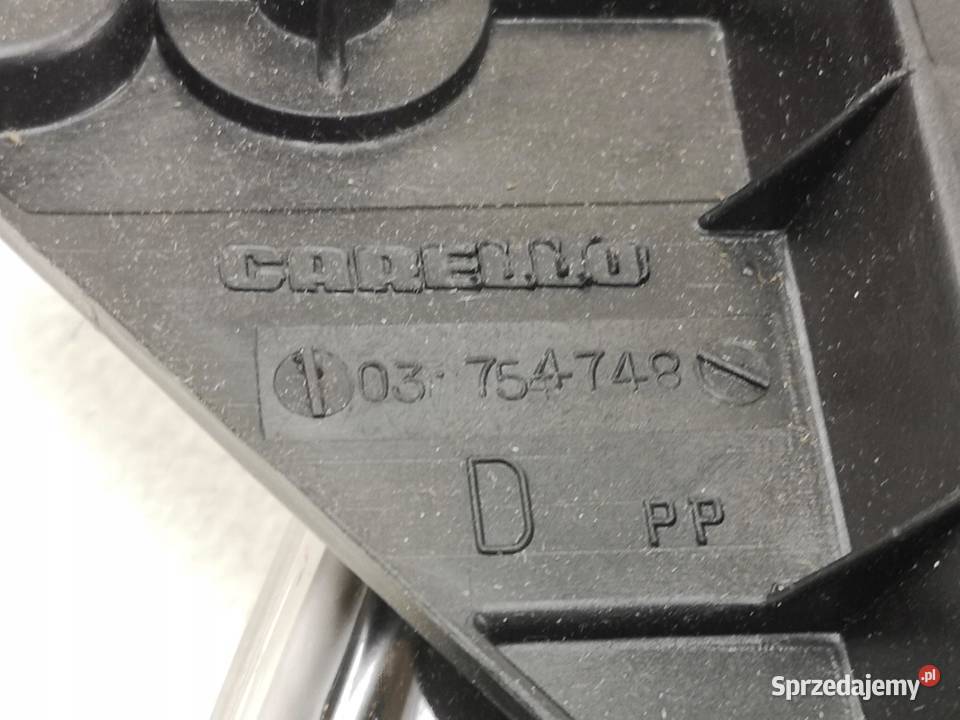 CARELLO
03.754748
D
PP
Sprzedajemy.pl